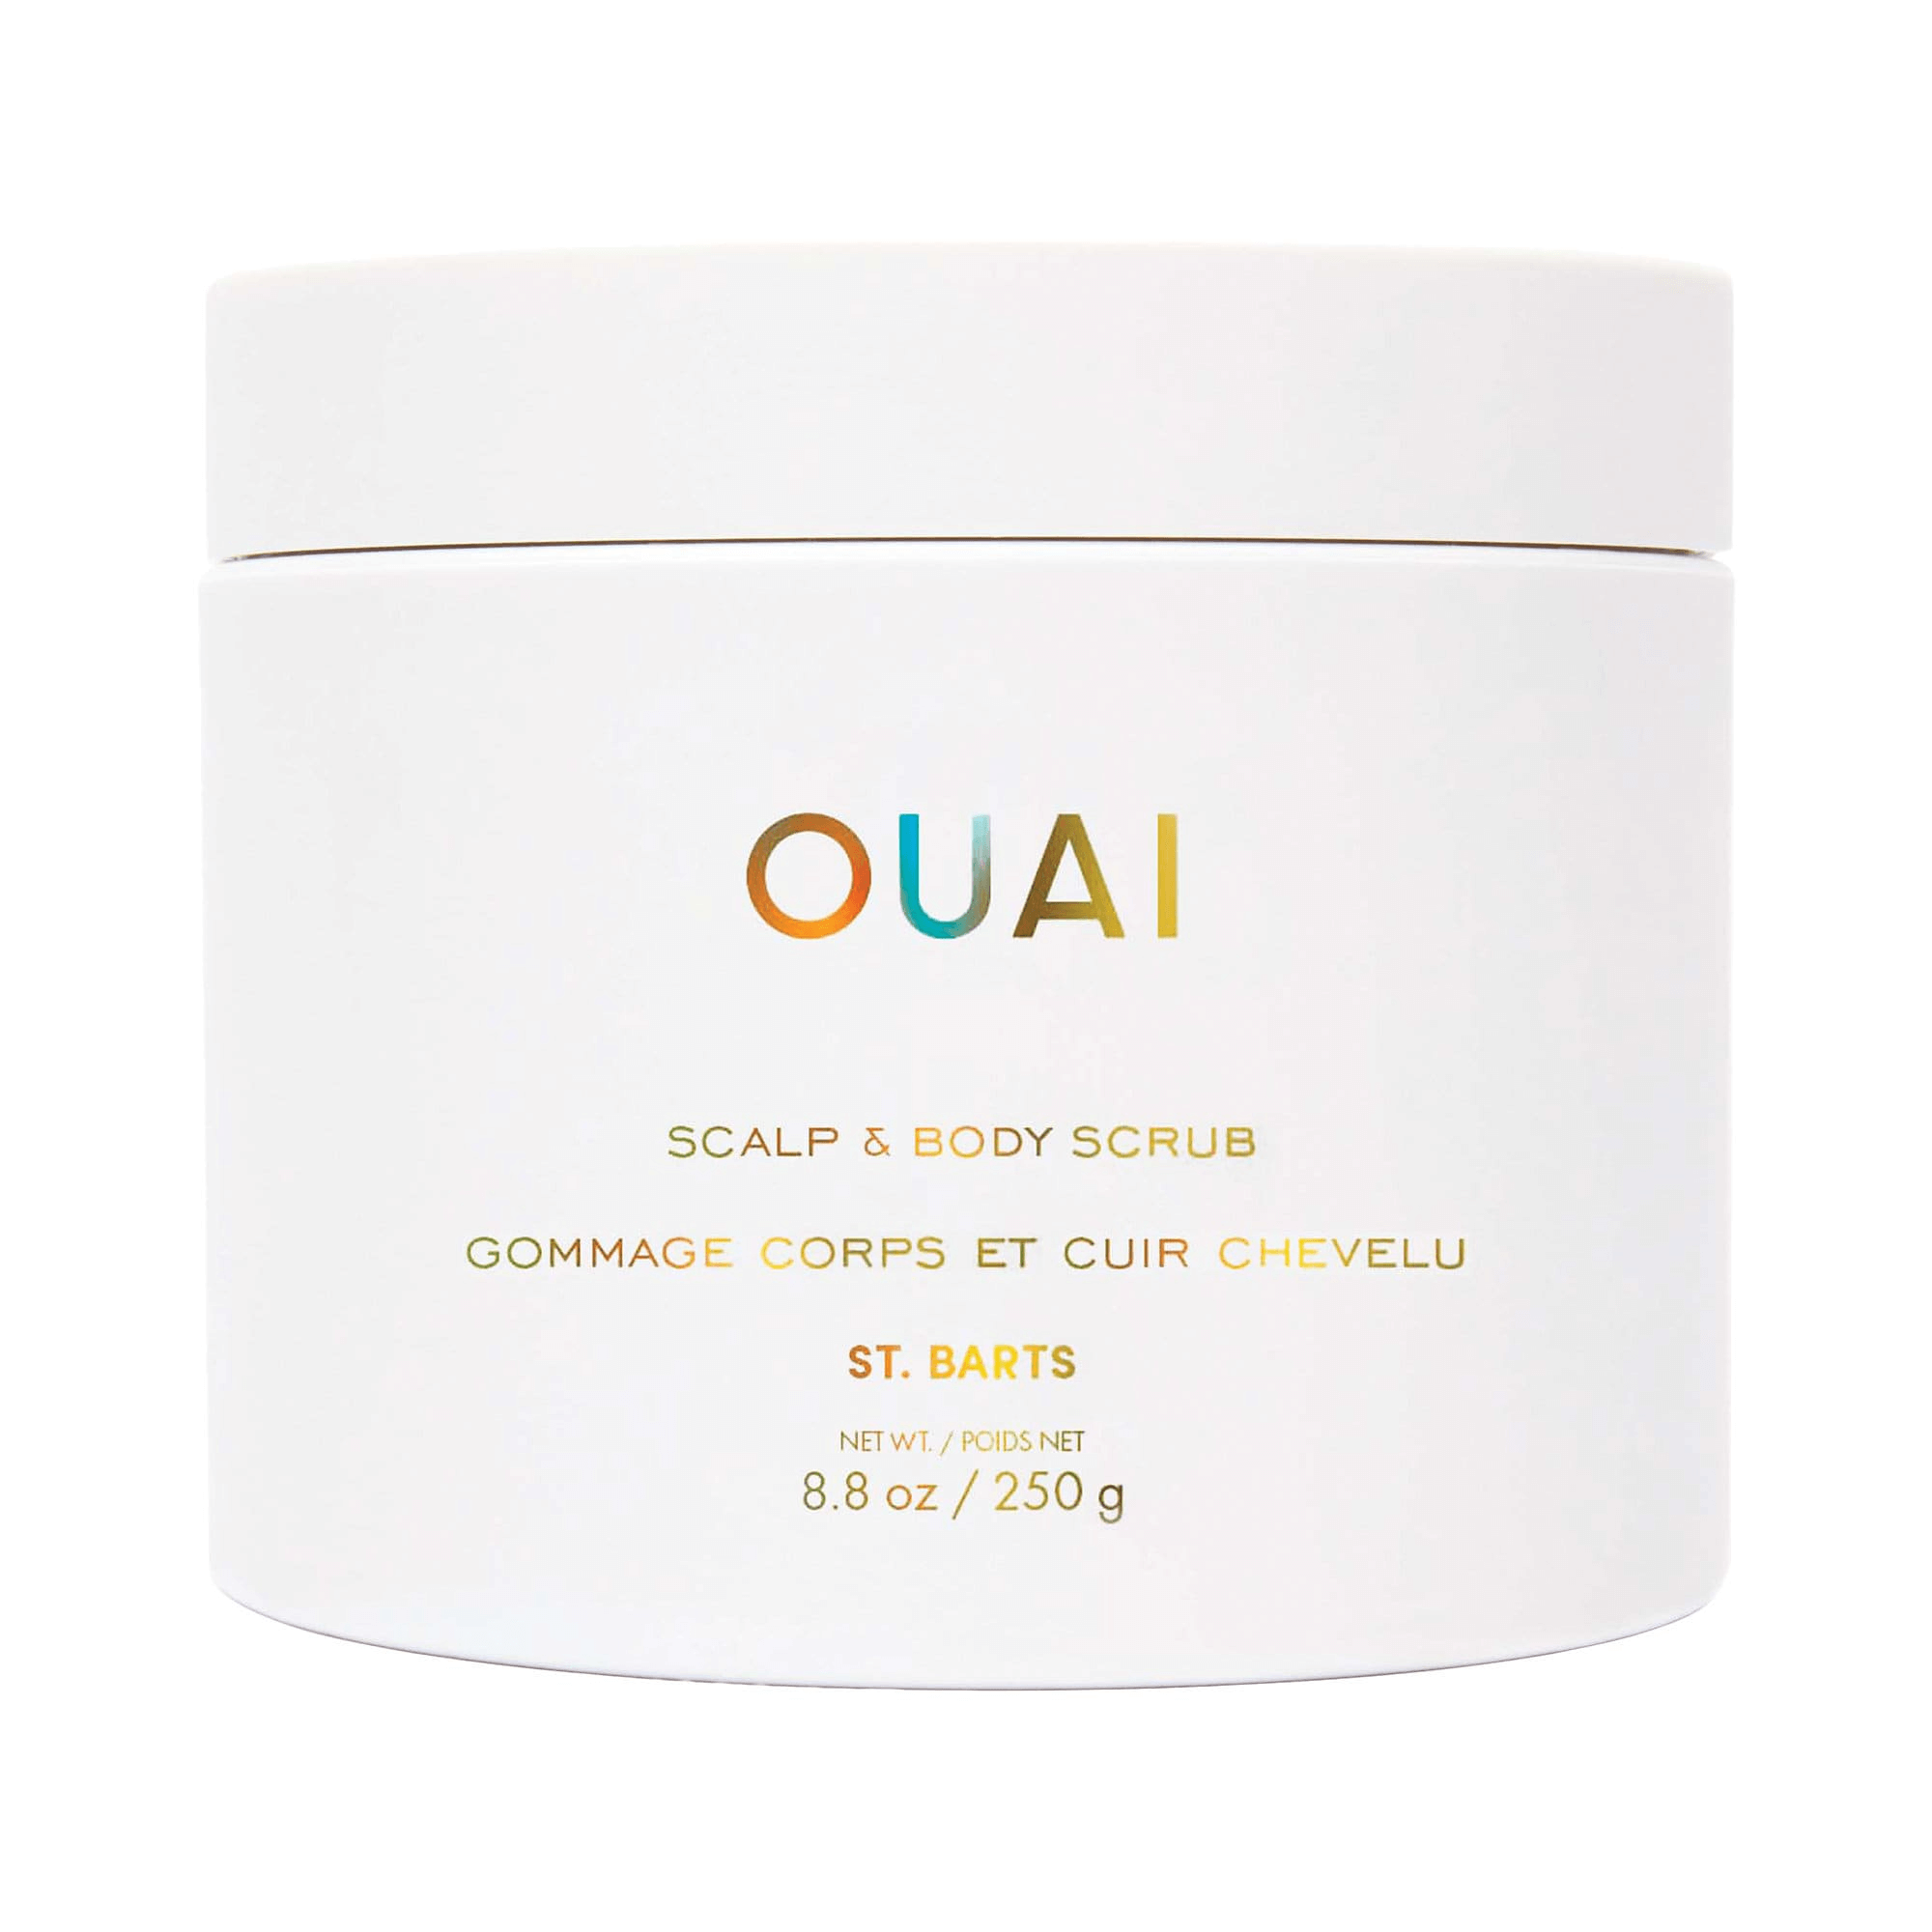 OUAI
SCALP & BODY SCRUB
GOMMAGE CORPS ET CUIR CHEVELU
ST. BARTS
NET WT. / POIDS NET
8.8 oz / 250 g